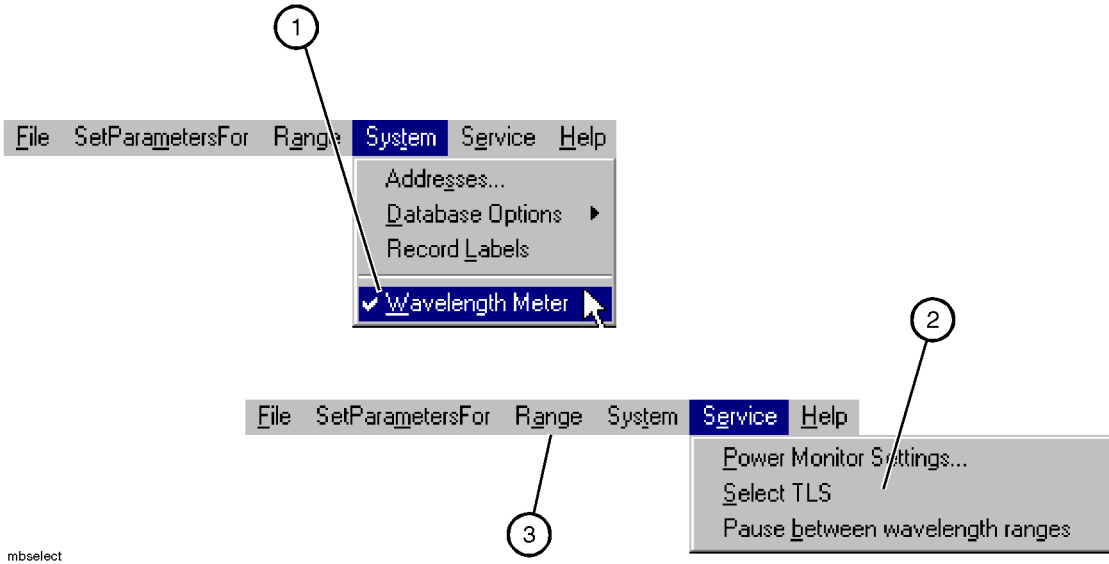 1
File SetParametersFor Range System Service Help
Addresses...
Database Options
Record Labels
Wavelength Meter
2
File SetParametersFor Range System Service Help
Power Monitor Settings...
Select TLS
Pause between wavelength ranges
3
mbselect